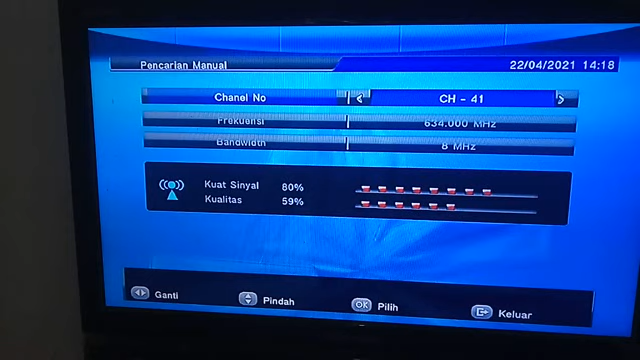 Pencarian Manual 22/04/2021 14:18
Chanel No CH - 41
Frekuensi 634.000 MHz
Bandwidth 8 MHz
Kuat Sinyal 80%
Kualitas 59%
Ganti Pindah OK Pilih Keluar